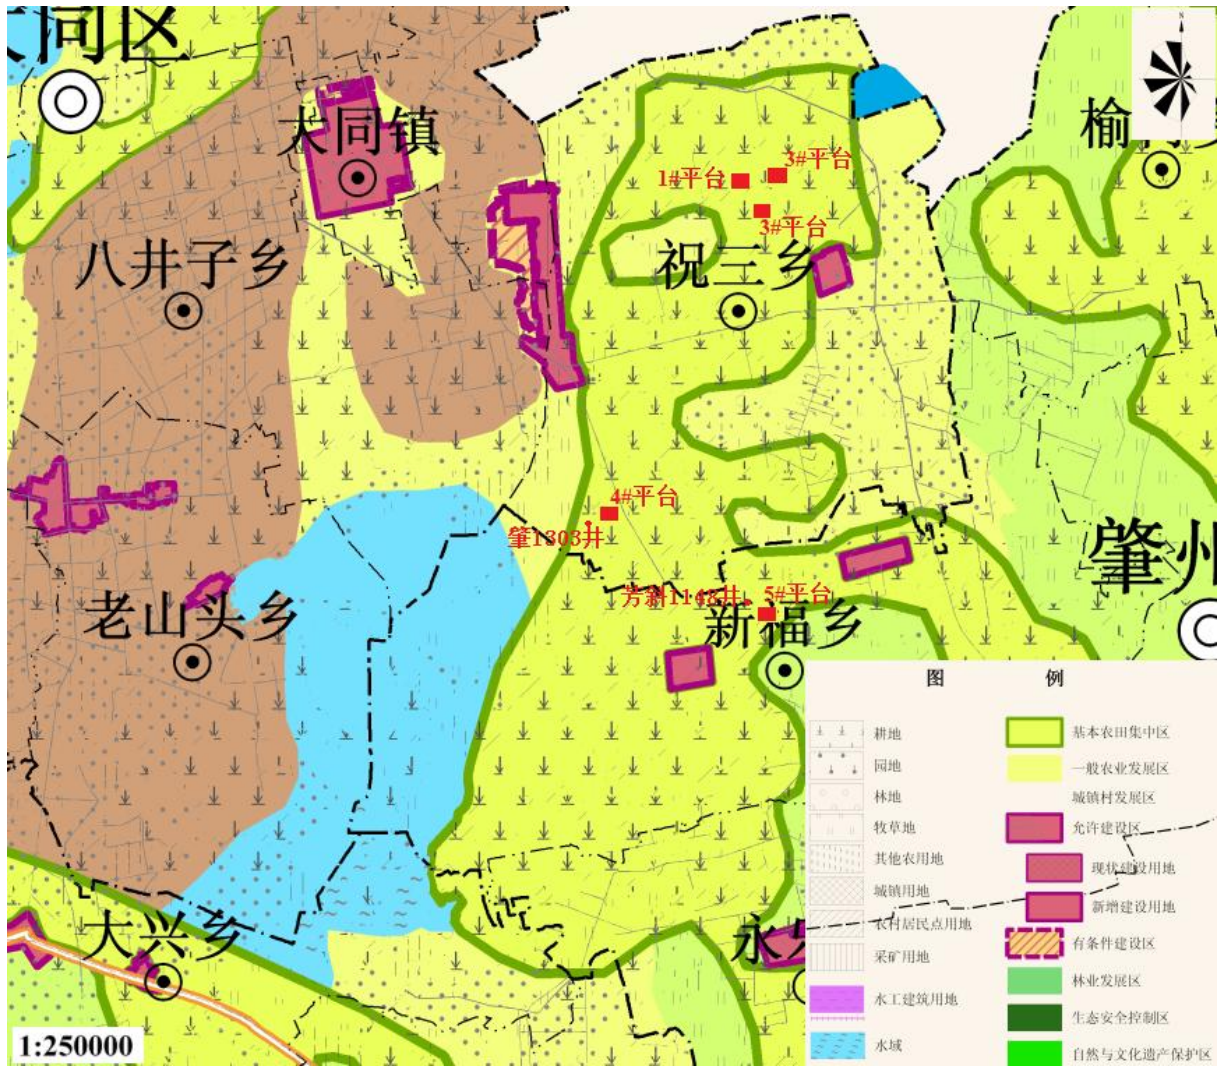 大同区
N
大同镇
榆
1#平台
3#平台
3#平台
八井子乡
祝三乡
4#平台
肇1303井
肇州
老山头乡
芳斜1148井
5#平台
新福乡
大兴乡
永
1:250000
图 例
耕地
园地
林地
牧草地
其他农用地
城镇用地
农村居民点用地
采矿用地
水工建筑用地
水域
基本农田集中区
一般农业发展区
城镇村发展区
允许建设区
现状建设用地
新增建设用地
有条件建设区
林业发展区
生态安全控制区
自然与文化遗产保护区